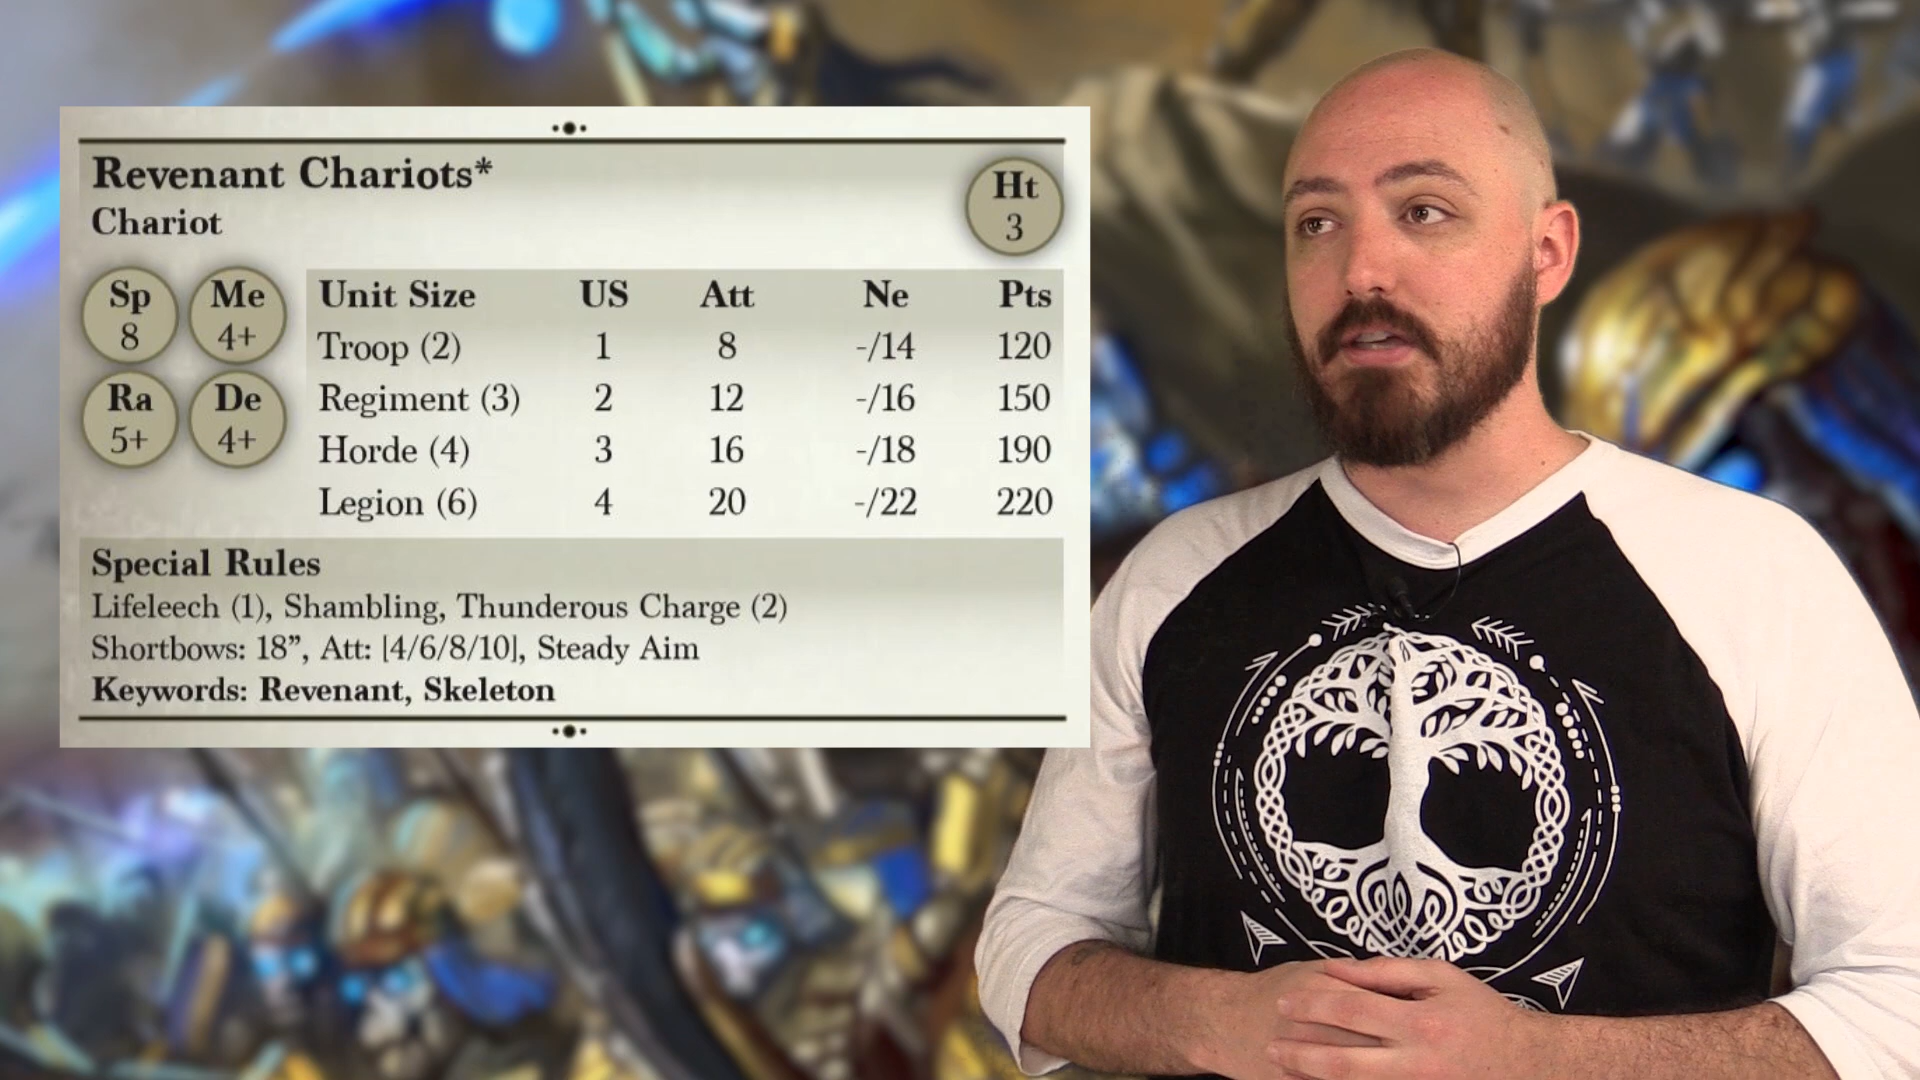 Revenant Chariots*
Chariot
Ht
3
Sp
8
Me
4+
Ra
5+
De
4+
Unit Size US Att Ne Pts
Troop (2) 1 8 -/14 120
Regiment (3) 2 12 -/16 150
Horde (4) 3 16 -/18 190
Legion (6) 4 20 -/22 220
Special Rules
Lifeleech (1), Shambling, Thunderous Charge (2)
Shortbows: 18”, Att: [4/6/8/10], Steady Aim
Keywords: Revenant, Skeleton